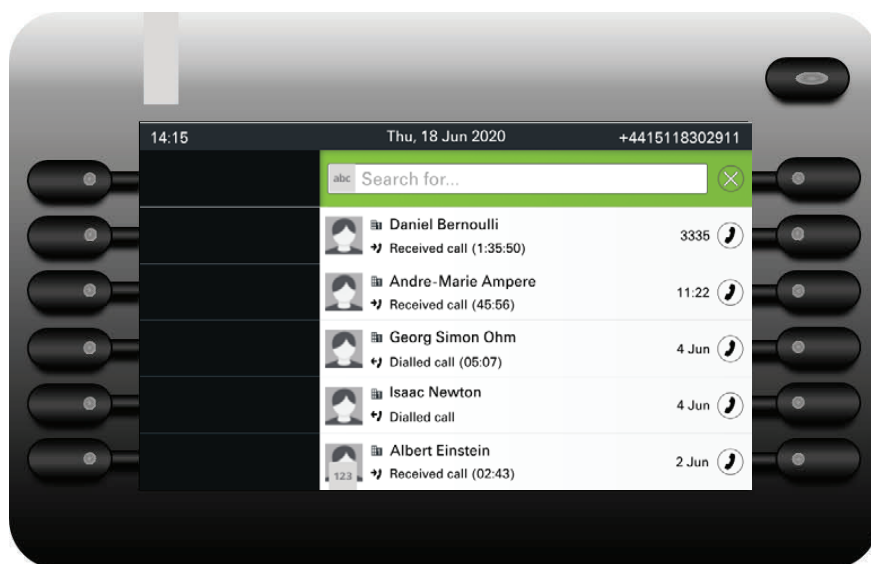 14:15 Thu, 18 Jun 2020 +4415118302911
abc Search for...
Daniel Bernoulli
Received call (1:35:50)
3335
Andre-Marie Ampere
Received call (45:56)
11:22
Georg Simon Ohm
Dialled call (05:07)
4 Jun
Isaac Newton
Dialled call
4 Jun
Albert Einstein
Received call (02:43)
2 Jun
123